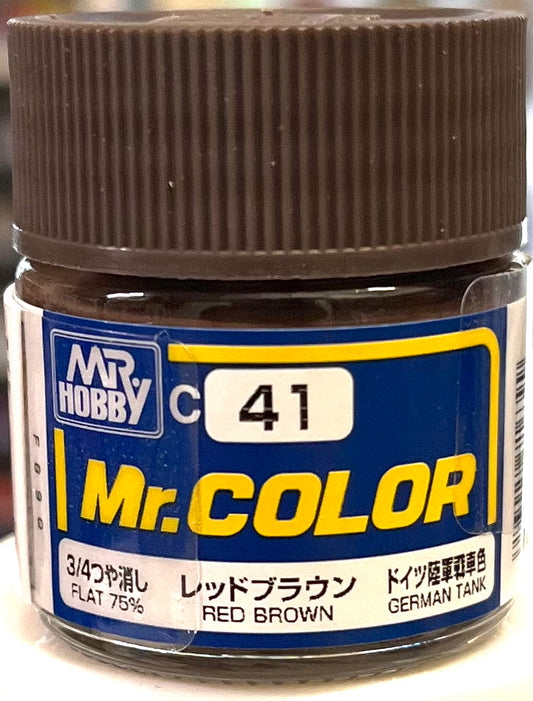 MR.
HOBBY
C 41
Mr.COLOR
3/4つや消し
FLAT 75%
レッドブラウン
RED BROWN
ドイツ陸軍戦車色
GERMAN TANK